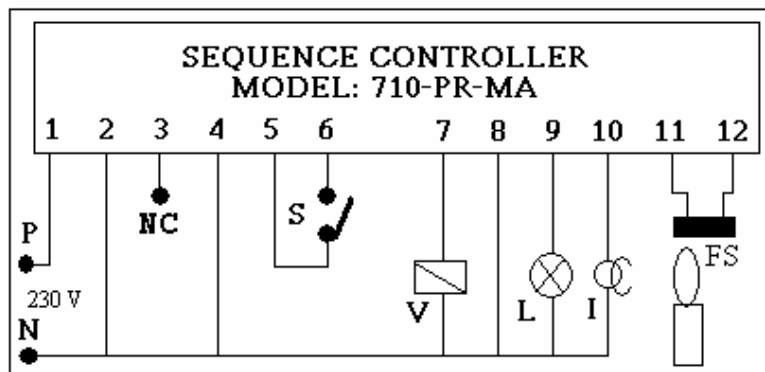 SEQUENCE CONTROLLER
MODEL: 710-PR-MA
1 2 3 4 5 6 7 8 9 10 11 12
P NC S
230 V
N V L I FS